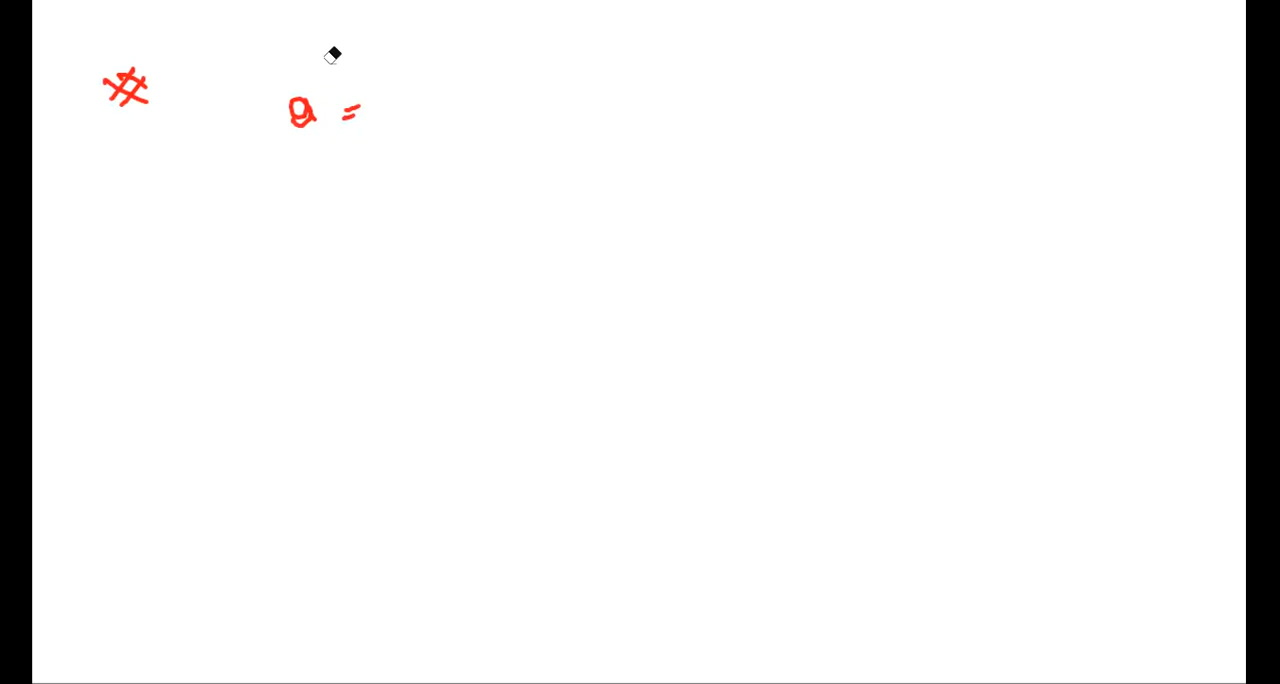 # a =